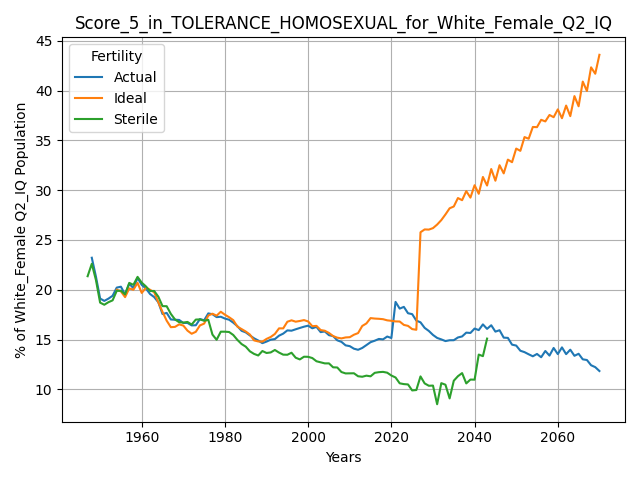 Score_5_in_TOLERANCE_HOMOSEXUAL_for_White_Female_Q2_IQ
Fertility
Actual
Ideal
Sterile
% of White_Female Q2_IQ Population
45
40
35
30
25
20
15
10
1960 1980 2000 2020 2040 2060
Years